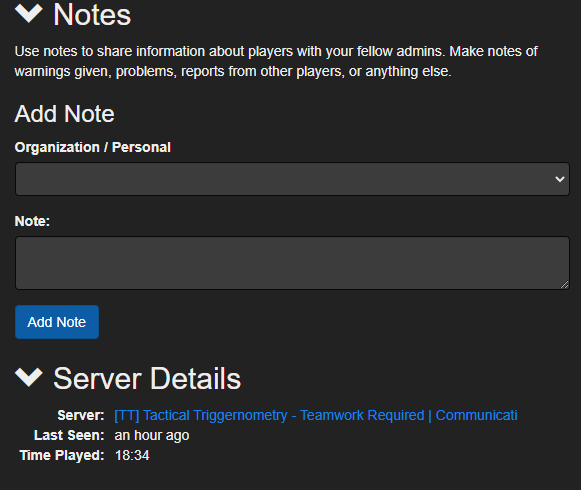 Notes
Use notes to share information about players with your fellow admins. Make notes of
warnings given, problems, reports from other players, or anything else.
Add Note
Organization / Personal
Note:
Add Note
Server Details
Server: [TT] Tactical Triggernometry - Teamwork Required | Communicati
Last Seen: an hour ago
Time Played: 18:34